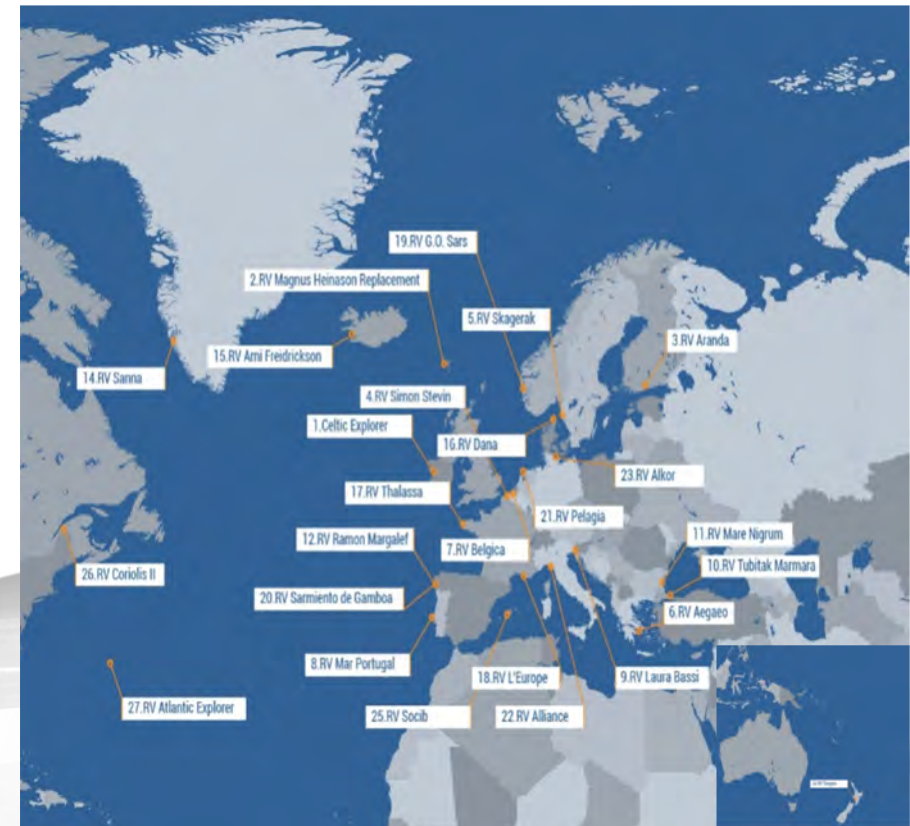 19.RV G.O. Sars
2.RV Magnus Heinason Replacement
5.RV Skagerak
3.RV Aranda
15.RV Arni Freidrickson
14.RV Sanna
4.RV Simon Stevin
1.Celtic Explorer
16.RV Dana
23.RV Alkor
17.RV Thalassa
21.RV Pelagia
11.RV Mare Nigrum
12.RV Ramon Margalef
7.RV Belgica
10.RV Tubitak Marmara
26.RV Coriolis II
20.RV Sarmiento de Gamboa
6.RV Aegaeo
8.RV Mar Portugal
18.RV L'Europe
9.RV Laura Bassi
27.RV Atlantic Explorer
25.RV Socib
22.RV Alliance